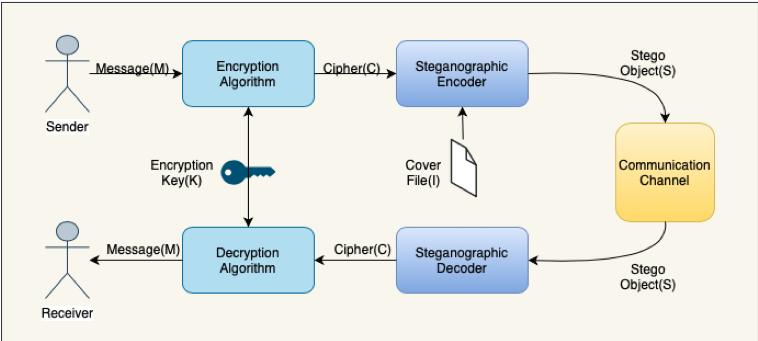 Message(M)
Encryption
Algorithm
Cipher(C)
Steganographic
Encoder
Stego
Object(S)
Sender
Encryption
Key(K)
Cover
File(I)
Communication
Channel
Message(M)
Decryption
Algorithm
Cipher(C)
Steganographic
Decoder
Stego
Object(S)
Receiver